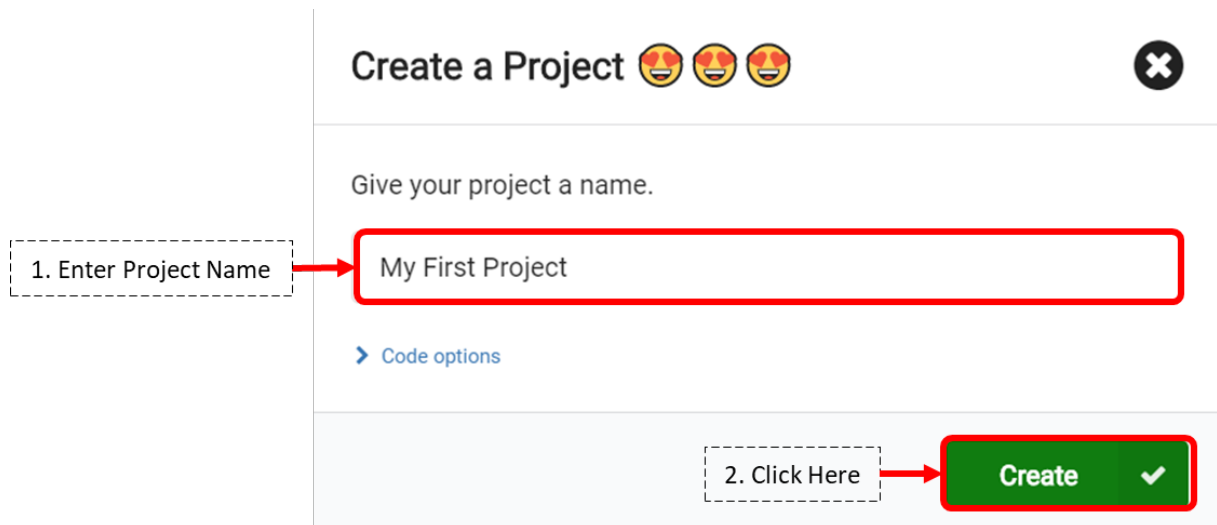 Create a Project 😍😍😍
Give your project a name.
1. Enter Project Name
My First Project
Code options
2. Click Here
Create